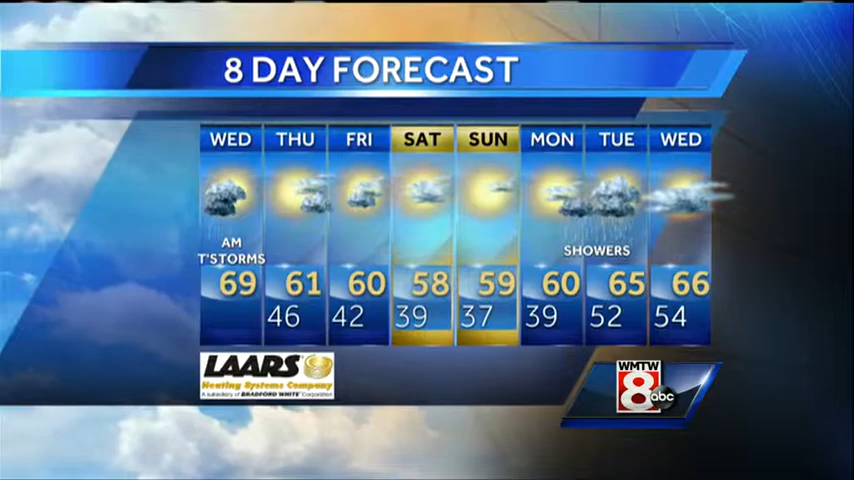 8 DAY FORECAST
WED THU FRI SAT SUN MON TUE WED
AM
T'STORMS
SHOWERS
69 61 60 58 59 60 65 66
46 42 39 37 39 52 54
LAARS
Heating Systems Company
A subsidiary of BRADFORD WHITE Corporation
WMTW
8
abc